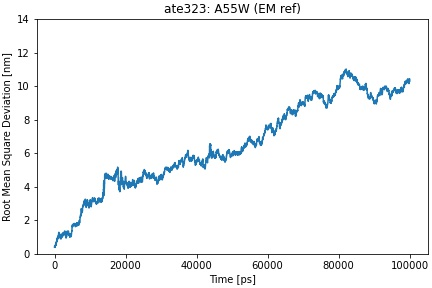 ate323: A55W (EM ref)
Root Mean Square Deviation [nm]
14
12
10
8
6
4
2
0
0 20000 40000 60000 80000 100000
Time [ps]